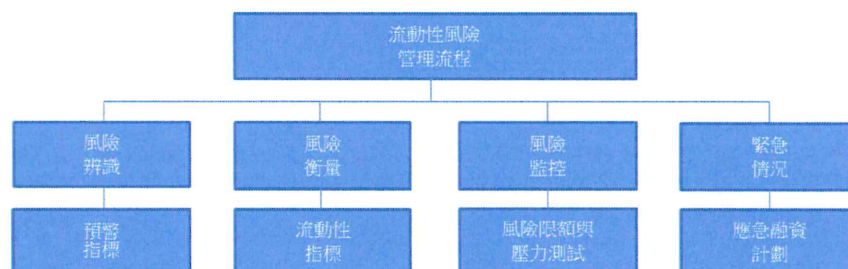 流動性風險
管理流程
風險
辨識
風險
衡量
風險
監控
緊急
情況
預警
指標
流動性
指標
風險限額與
壓力測試
應急融資
計劃